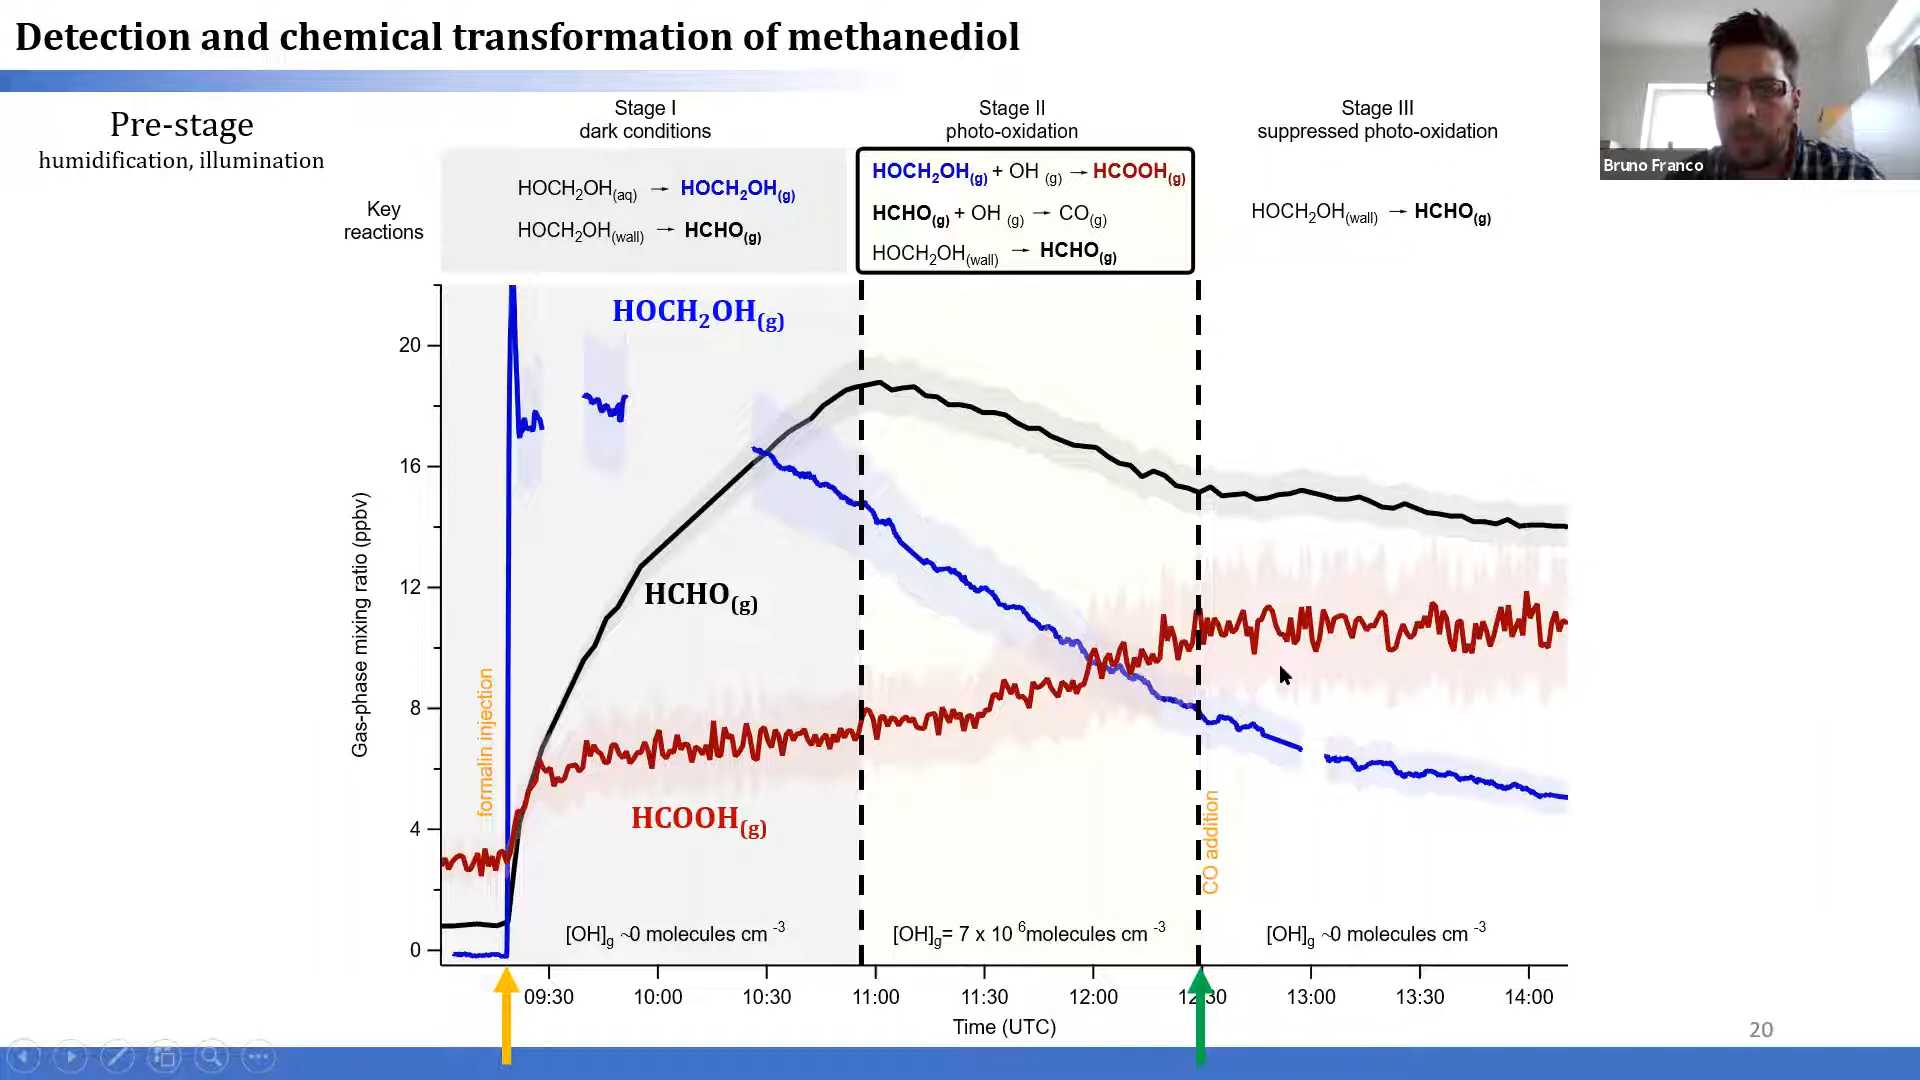 Detection and chemical transformation of methanediol
Bruno Franco
Pre-stage
humidification, illumination
Stage I
dark conditions
Stage II
photo-oxidation
Stage III
suppressed photo-oxidation
Key
reactions
HOCH2OH(aq) → HOCH2OH(g)
HOCH2OH(wall) → HCHO(g)
HOCH2OH(g) + OH (g) → HCOOH(g)
HCHO(g) + OH (g) → CO(g)
HOCH2OH(wall) → HCHO(g)
HOCH2OH(wall) → HCHO(g)
HOCH2OH(g)
HCHO(g)
HCOOH(g)
Gas-phase mixing ratio (ppbv)
20
16
12
8
4
0
formalin injection
CO addition
[OH]g ~0 molecules cm -3
[OH]g= 7 x 10 6molecules cm -3
[OH]g ~0 molecules cm -3
09:30 10:00 10:30 11:00 11:30 12:00 12:30 13:00 13:30 14:00
Time (UTC)
20